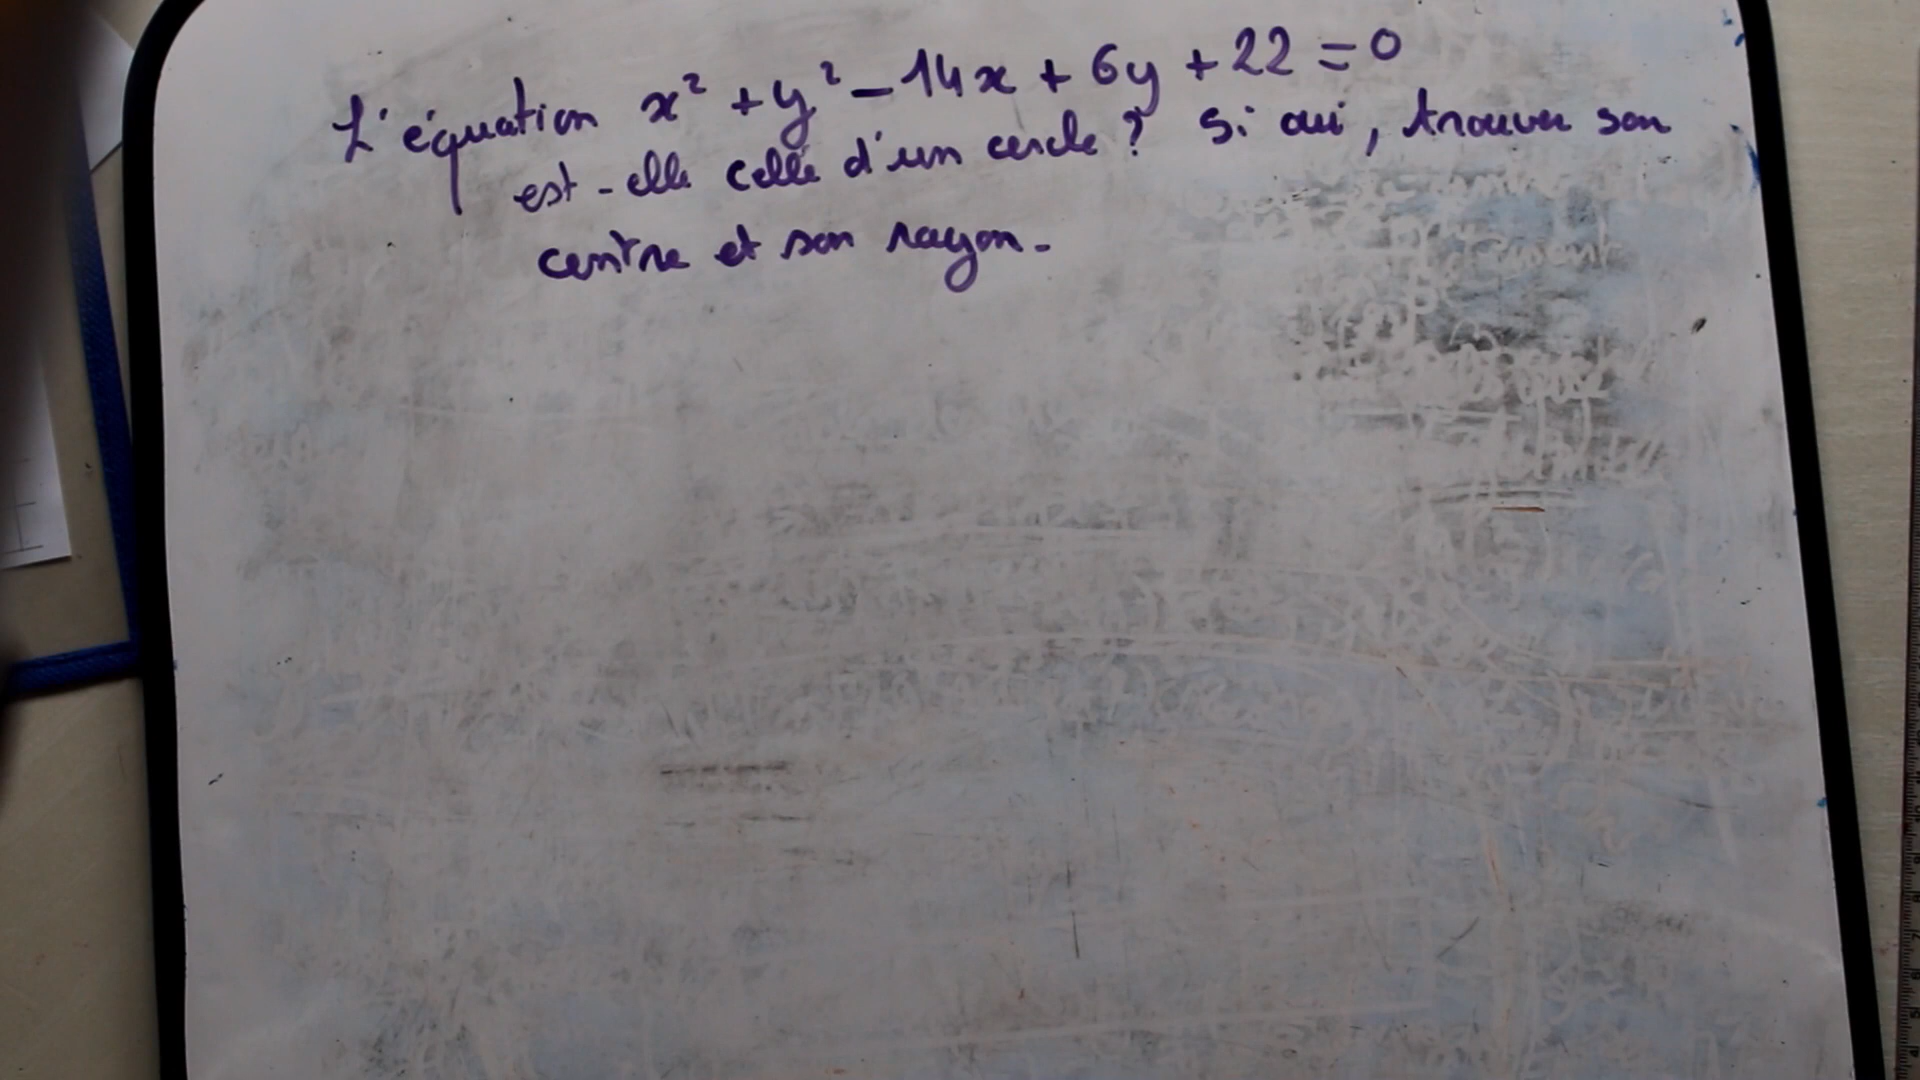 L'équation x² + y² - 14x + 6y + 22 = 0
est-elle celle d'un cercle ? Si oui, trouver son
centre et son rayon.